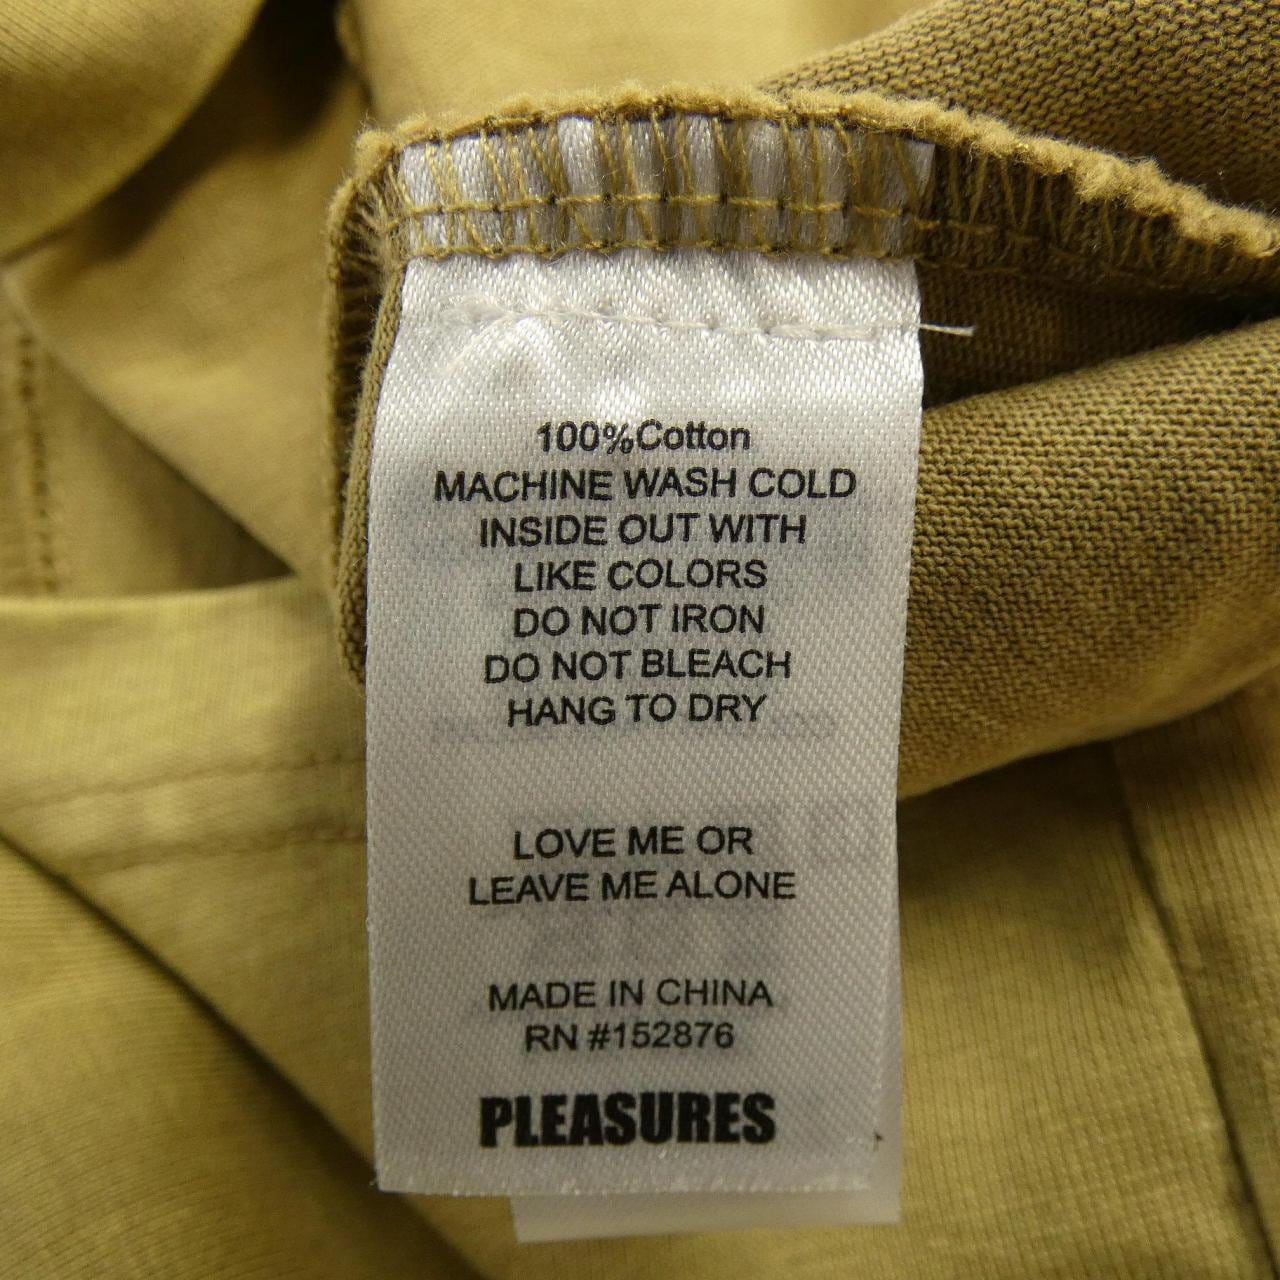 100%Cotton
MACHINE WASH COLD
INSIDE OUT WITH
LIKE COLORS
DO NOT IRON
DO NOT BLEACH
HANG TO DRY
LOVE ME OR
LEAVE ME ALONE
MADE IN CHINA
RN #152876
PLEASURES